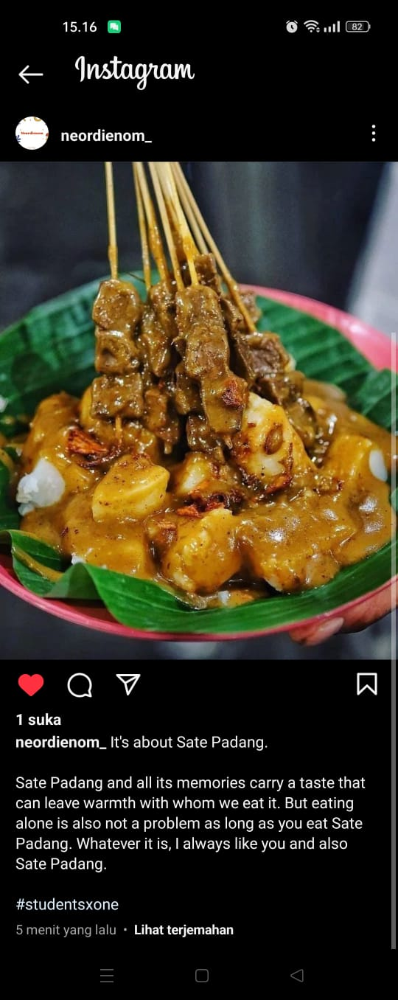 15.16
82
Instagram
Neordienom
neordienom_
1 suka
neordienom_ It's about Sate Padang.
Sate Padang and all its memories carry a taste that
can leave warmth with whom we eat it. But eating
alone is also not a problem as long as you eat Sate
Padang. Whatever it is, I always like you and also
Sate Padang.
#studentsxone
5 menit yang lalu • Lihat terjemahan